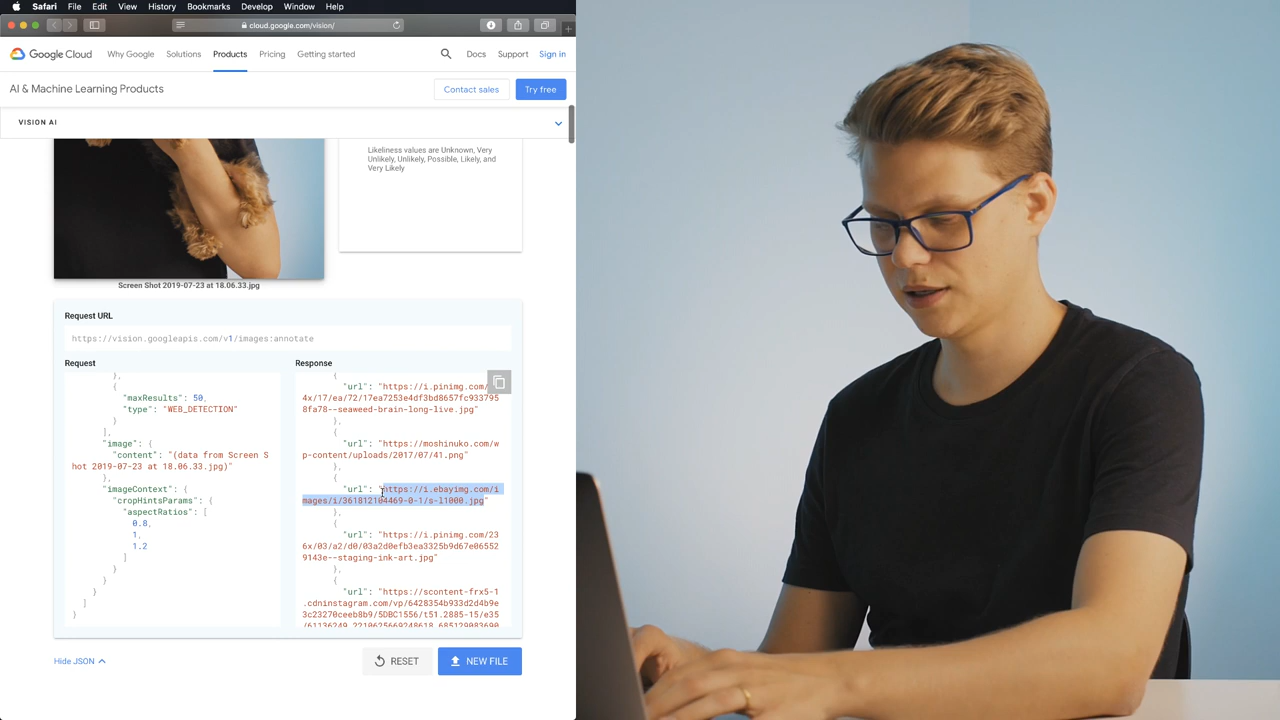 Safari File Edit View History Bookmarks Develop Window Help
cloud.google.com/vision/
Google Cloud Why Google Solutions Products Pricing Getting started Docs Support Sign in
AI & Machine Learning Products Contact sales Try free
VISION AI
Likeliness values are Unknown, Very
Unlikely, Unlikely, Possible, Likely, and
Very Likely
Screen Shot 2019-07-23 at 18.06.33.jpg
Request URL
https://vision.googleapis.com/v1/images:annotate
Request
},
{
"maxResults": 50,
"type": "WEB_DETECTION"
}
],
"image": {
"content": "(data from Screen S
hot 2019-07-23 at 18.06.33.jpg)"
},
"imageContext": {
"cropHintsParams": {
"aspectRatios": [
0.8,
1,
1.2
]
}
}
}
]
}
Response
{
"url": "https://i.pinimg.com/
4x/17/ea/72/17ea7253e4df3bd8657fc933795
8fa78--seaweed-brain-long-live.jpg"
},
{
"url": "https://moshinuko.com/w
p-content/uploads/2017/07/41.png"
},
{
"url": "https://i.ebayimg.com/i
mages/i/361812104469-0-1/s-l1000.jpg"
},
{
"url": "https://i.pinimg.com/23
6x/03/a2/d0/03a2d0efb3ea3325b9d67e06552
9143e--staging-ink-art.jpg"
},
{
"url": "https://scontent-frx5-1
.cdninstagram.com/vp/6428354b933d2d4b9e
3c23270ceeb8b9/5DBC1556/t51.2885-15/e35
Hide JSON RESET NEW FILE